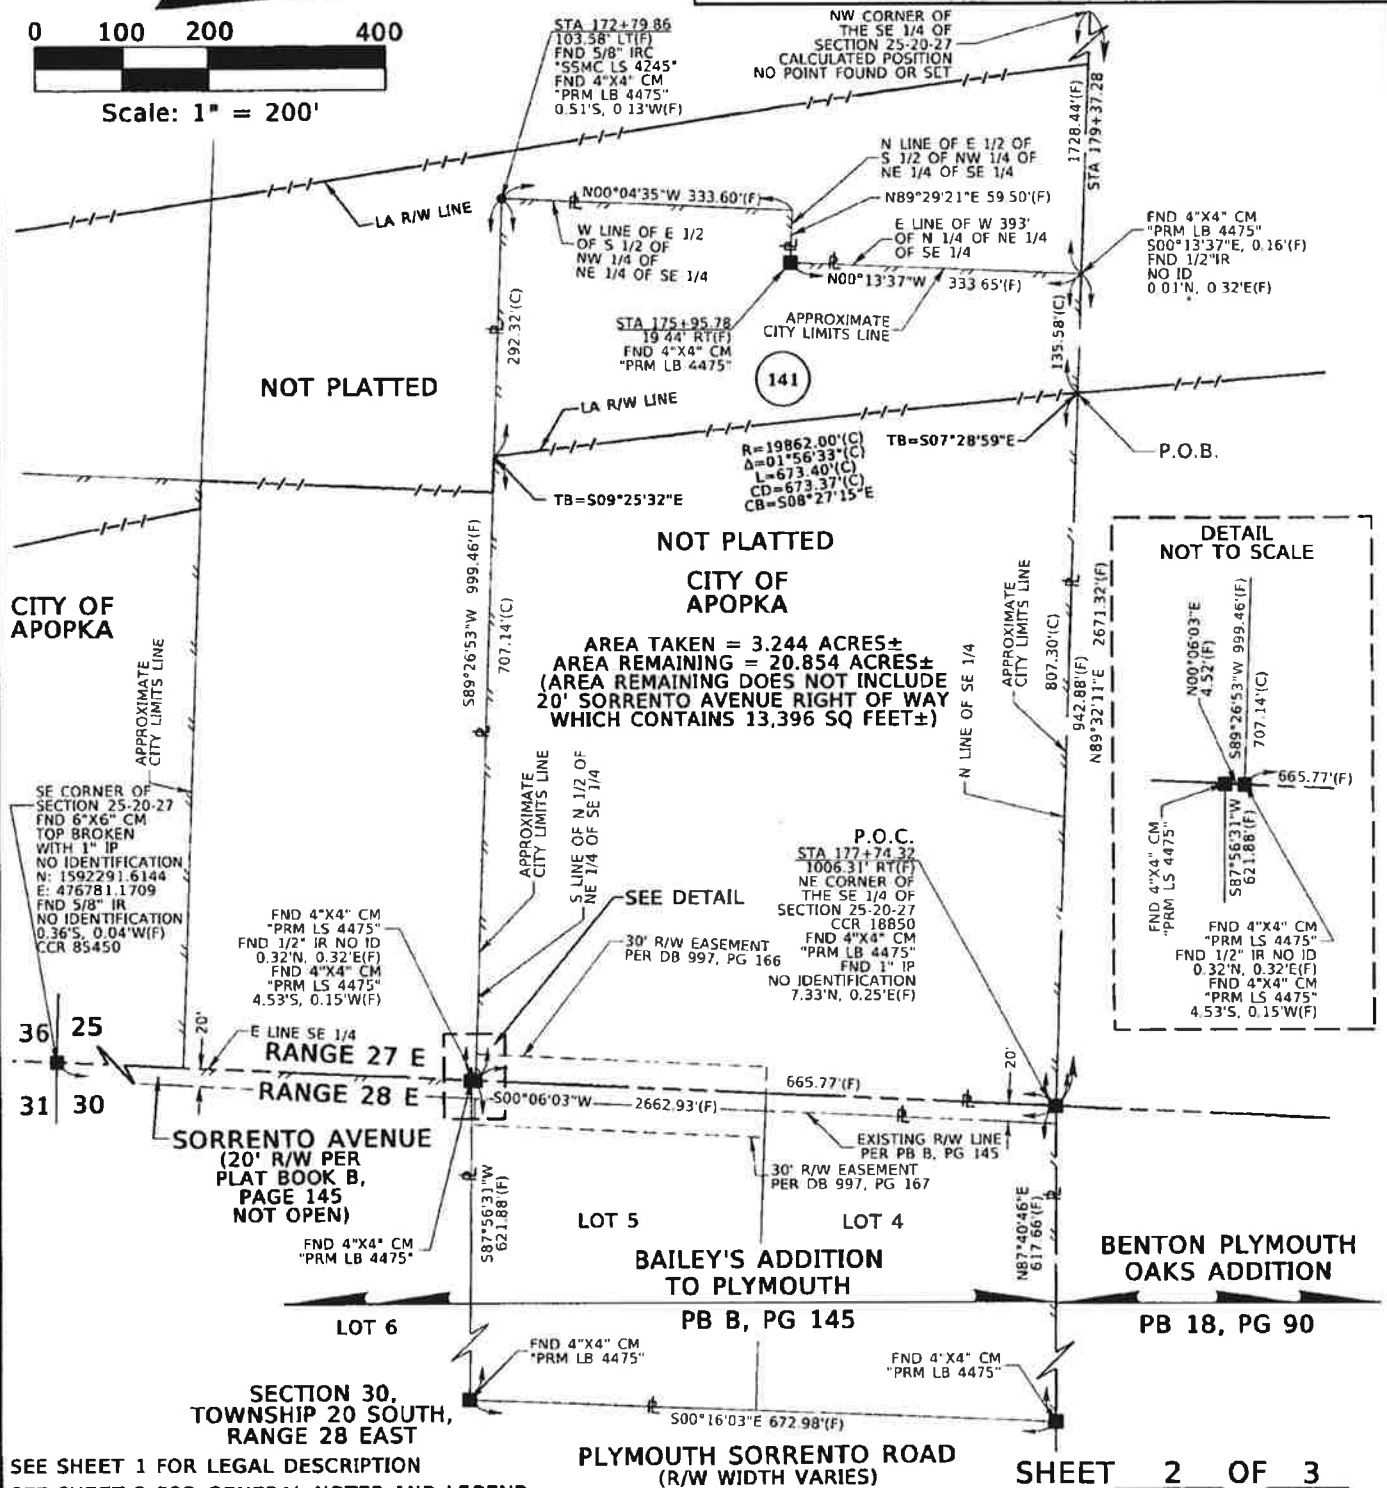 0 100 200 400
Scale: 1" = 200'
STA 172+79.86
103.58' LT(F)
FND 5/8" IRC
"SSMC LS 4245"
FND 4"X4" CM
"PRM LB 4475"
0.51'S, 0 13'W(F)
NW CORNER OF
THE SE 1/4 OF
SECTION 25-20-27
CALCULATED POSITION
NO POINT FOUND OR SET
1728.44'(F)
STA 179+37.28
N LINE OF E 1/2 OF
S 1/2 OF NW 1/4 OF
NE 1/4 OF SE 1/4
N89°29'21"E 59 50'(F)
N00°04'35"W 333.60'(F)
LA R/W LINE
W LINE OF E 1/2
OF S 1/2 OF
NW 1/4 OF
NE 1/4 OF SE 1/4
E LINE OF W 393'
OF N 1/4 OF NE 1/4
OF SE 1/4
FND 4"X4" CM
"PRM LB 4475"
S00°13'37"E, 0.16'(F)
FND 1/2"IR
NO ID
0.01'N, 0 32'E(F)
N00°13'37"W 333 65'(F)
292.32'(C)
STA 175+95.78
19 44' RT(F)
FND 4"X4" CM
"PRM LB 4475"
APPROXIMATE
CITY LIMITS LINE
135.58'(C)
NOT PLATTED
141
LA R/W LINE
R=19862.00'(C)
Δ=01°56'33"(C)
L=673.40'(C)
CD=673.37'(C)
CB=S08°27'15"E
TB=S07°28'59"E
P.O.B.
TB=S09°25'32"E
NOT PLATTED
CITY OF
APOPKA
DETAIL
NOT TO SCALE
CITY OF
APOPKA
AREA TAKEN = 3.244 ACRES±
AREA REMAINING = 20.854 ACRES±
(AREA REMAINING DOES NOT INCLUDE
20' SORRENTO AVENUE RIGHT OF WAY
WHICH CONTAINS 13,396 SQ FEET±)
S89°26'53"W 999.46'(F)
707.14'(C)
APPROXIMATE
CITY LIMITS LINE
N LINE OF SE 1/4
APPROXIMATE
CITY LIMITS LINE
807.30'(C)
942.88'(F)
N89°32'11"E 2671.32'(F)
N00°06'03"E
4.52'(F)
S89°26'53"W 999.46'(F)
707.14'(C)
665.77'(F)
S87°56'31"W
621.88'(F)
FND 4"X4" CM
"PRM LS 4475"
FND 4"X4" CM
"PRM LS 4475"
FND 1/2" IR NO ID
0.32'N, 0.32'E(F)
FND 4"X4" CM
"PRM LS 4475"
4.53'S, 0.15'W(F)
SE CORNER OF
SECTION 25-20-27
FND 6"X6" CM
TOP BROKEN
WITH 1" IP
NO IDENTIFICATION
N: 1592291.6144
E: 476781.1709
FND 5/8" IR
NO IDENTIFICATION
0.36'S, 0.04'W(F)
CCR 85450
APPROXIMATE
CITY LIMITS LINE
S LINE OF N 1/2 OF
NE 1/4 OF SE 1/4
P.O.C.
STA 177+74.32
1006.31' RT(F)
NE CORNER OF
THE SE 1/4 OF
SECTION 25-20-27
CCR 18850
FND 4"X4" CM
"PRM LB 4475"
FND 1" IP
NO IDENTIFICATION
7.33'N, 0.25'E(F)
SEE DETAIL
FND 4"X4" CM
"PRM LS 4475"
FND 1/2" IR NO ID
0.32'N, 0.32'E(F)
FND 4"X4" CM
"PRM LS 4475"
4.53'S, 0.15'W(F)
30' R/W EASEMENT
PER DB 997, PG 166
36 25
31 30
20'
E LINE SE 1/4
RANGE 27 E
RANGE 28 E
665.77'(F)
20'
S00°06'03"W 2662.93'(F)
SORRENTO AVENUE
(20' R/W PER
PLAT BOOK B,
PAGE 145
NOT OPEN)
EXISTING R/W LINE
PER PB B, PG 145
30' R/W EASEMENT
PER DB 997, PG 167
FND 4"X4" CM
"PRM LB 4475"
S87°56'31"W
621.88'(F)
LOT 5
LOT 4
N87°40'46"E
617.66'(F)
BAILEY'S ADDITION
TO PLYMOUTH
PB B, PG 145
BENTON PLYMOUTH
OAKS ADDITION
PB 18, PG 90
LOT 6
FND 4"X4" CM
"PRM LB 4475"
FND 4"X4" CM
"PRM LB 4475"
SECTION 30,
TOWNSHIP 20 SOUTH,
RANGE 28 EAST
S00°16'03"E 672.98'(F)
PLYMOUTH SORRENTO ROAD
(R/W WIDTH VARIES)
SEE SHEET 1 FOR LEGAL DESCRIPTION
SHEET 2 OF 3